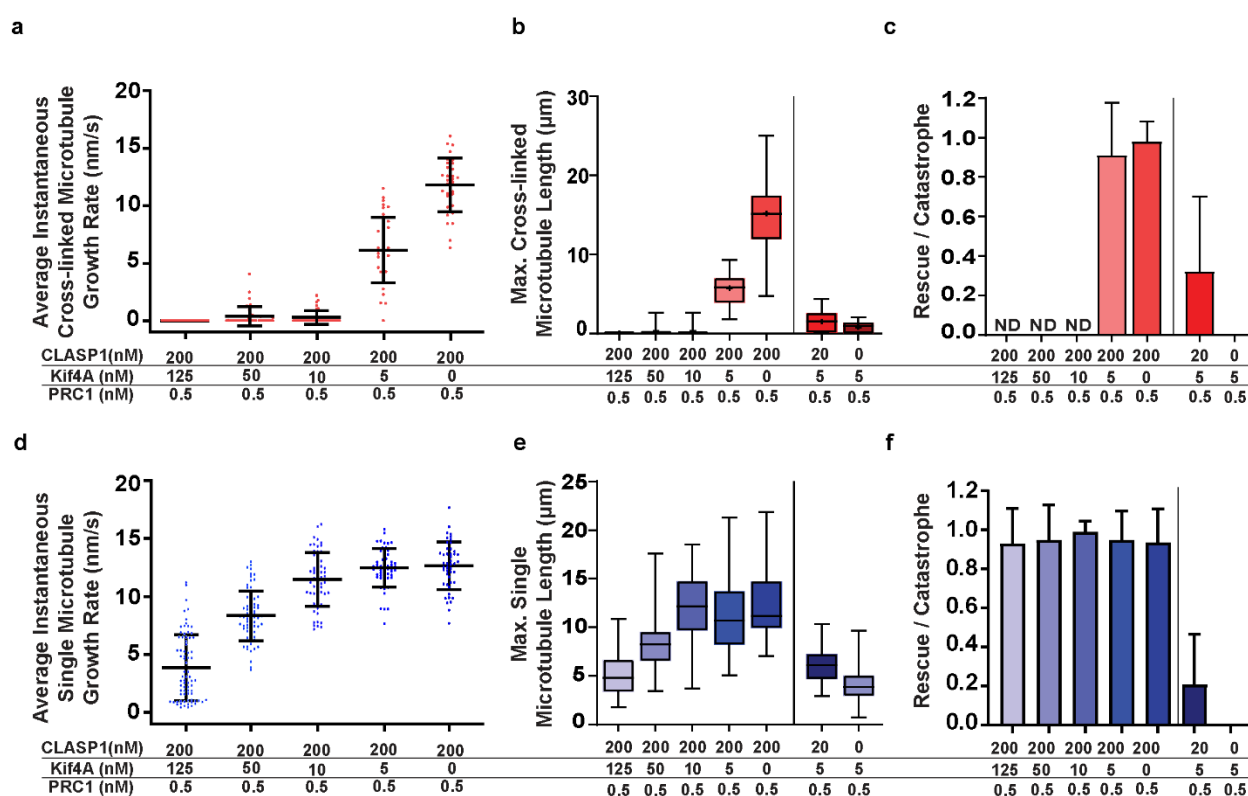 a
b
c
Average Instantaneous
Cross-linked Microtubule
Growth Rate (nm/s)
20
15
10
5
0
CLASP1(nM) 200 200 200 200 200
Kif4A (nM) 125 50 10 5 0
PRC1 (nM) 0.5 0.5 0.5 0.5 0.5
Max. Cross-linked
Microtubule Length (µm)
30
20
10
0
200 200 200 200 200 20 0
125 50 10 5 0 5 5
0.5 0.5 0.5 0.5 0.5 0.5 0.5
Rescue / Catastrophe
1.2
1.0
0.8
0.6
0.4
0.2
0.0
ND ND ND
200 200 200 200 200 20 0
125 50 10 5 0 5 5
0.5 0.5 0.5 0.5 0.5 0.5 0.5
d
e
f
Average Instantaneous
Single Microtubule
Growth Rate (nm/s)
20
15
10
5
0
CLASP1(nM) 200 200 200 200 200
Kif4A (nM) 125 50 10 5 0
PRC1 (nM) 0.5 0.5 0.5 0.5 0.5
Max. Single
Microtubule Length (µm)
25
20
15
10
5
0
200 200 200 200 200 20 0
125 50 10 5 0 5 5
0.5 0.5 0.5 0.5 0.5 0.5 0.5
Rescue / Catastrophe
1.2
1.0
0.8
0.6
0.4
0.2
0.0
200 200 200 200 200 20 0
125 50 10 5 0 5 5
0.5 0.5 0.5 0.5 0.5 0.5 0.5